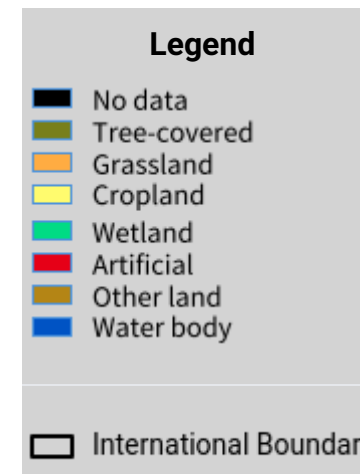 Legend
No data
Tree-covered
Grassland
Cropland
Wetland
Artificial
Other land
Water body
International Boundar